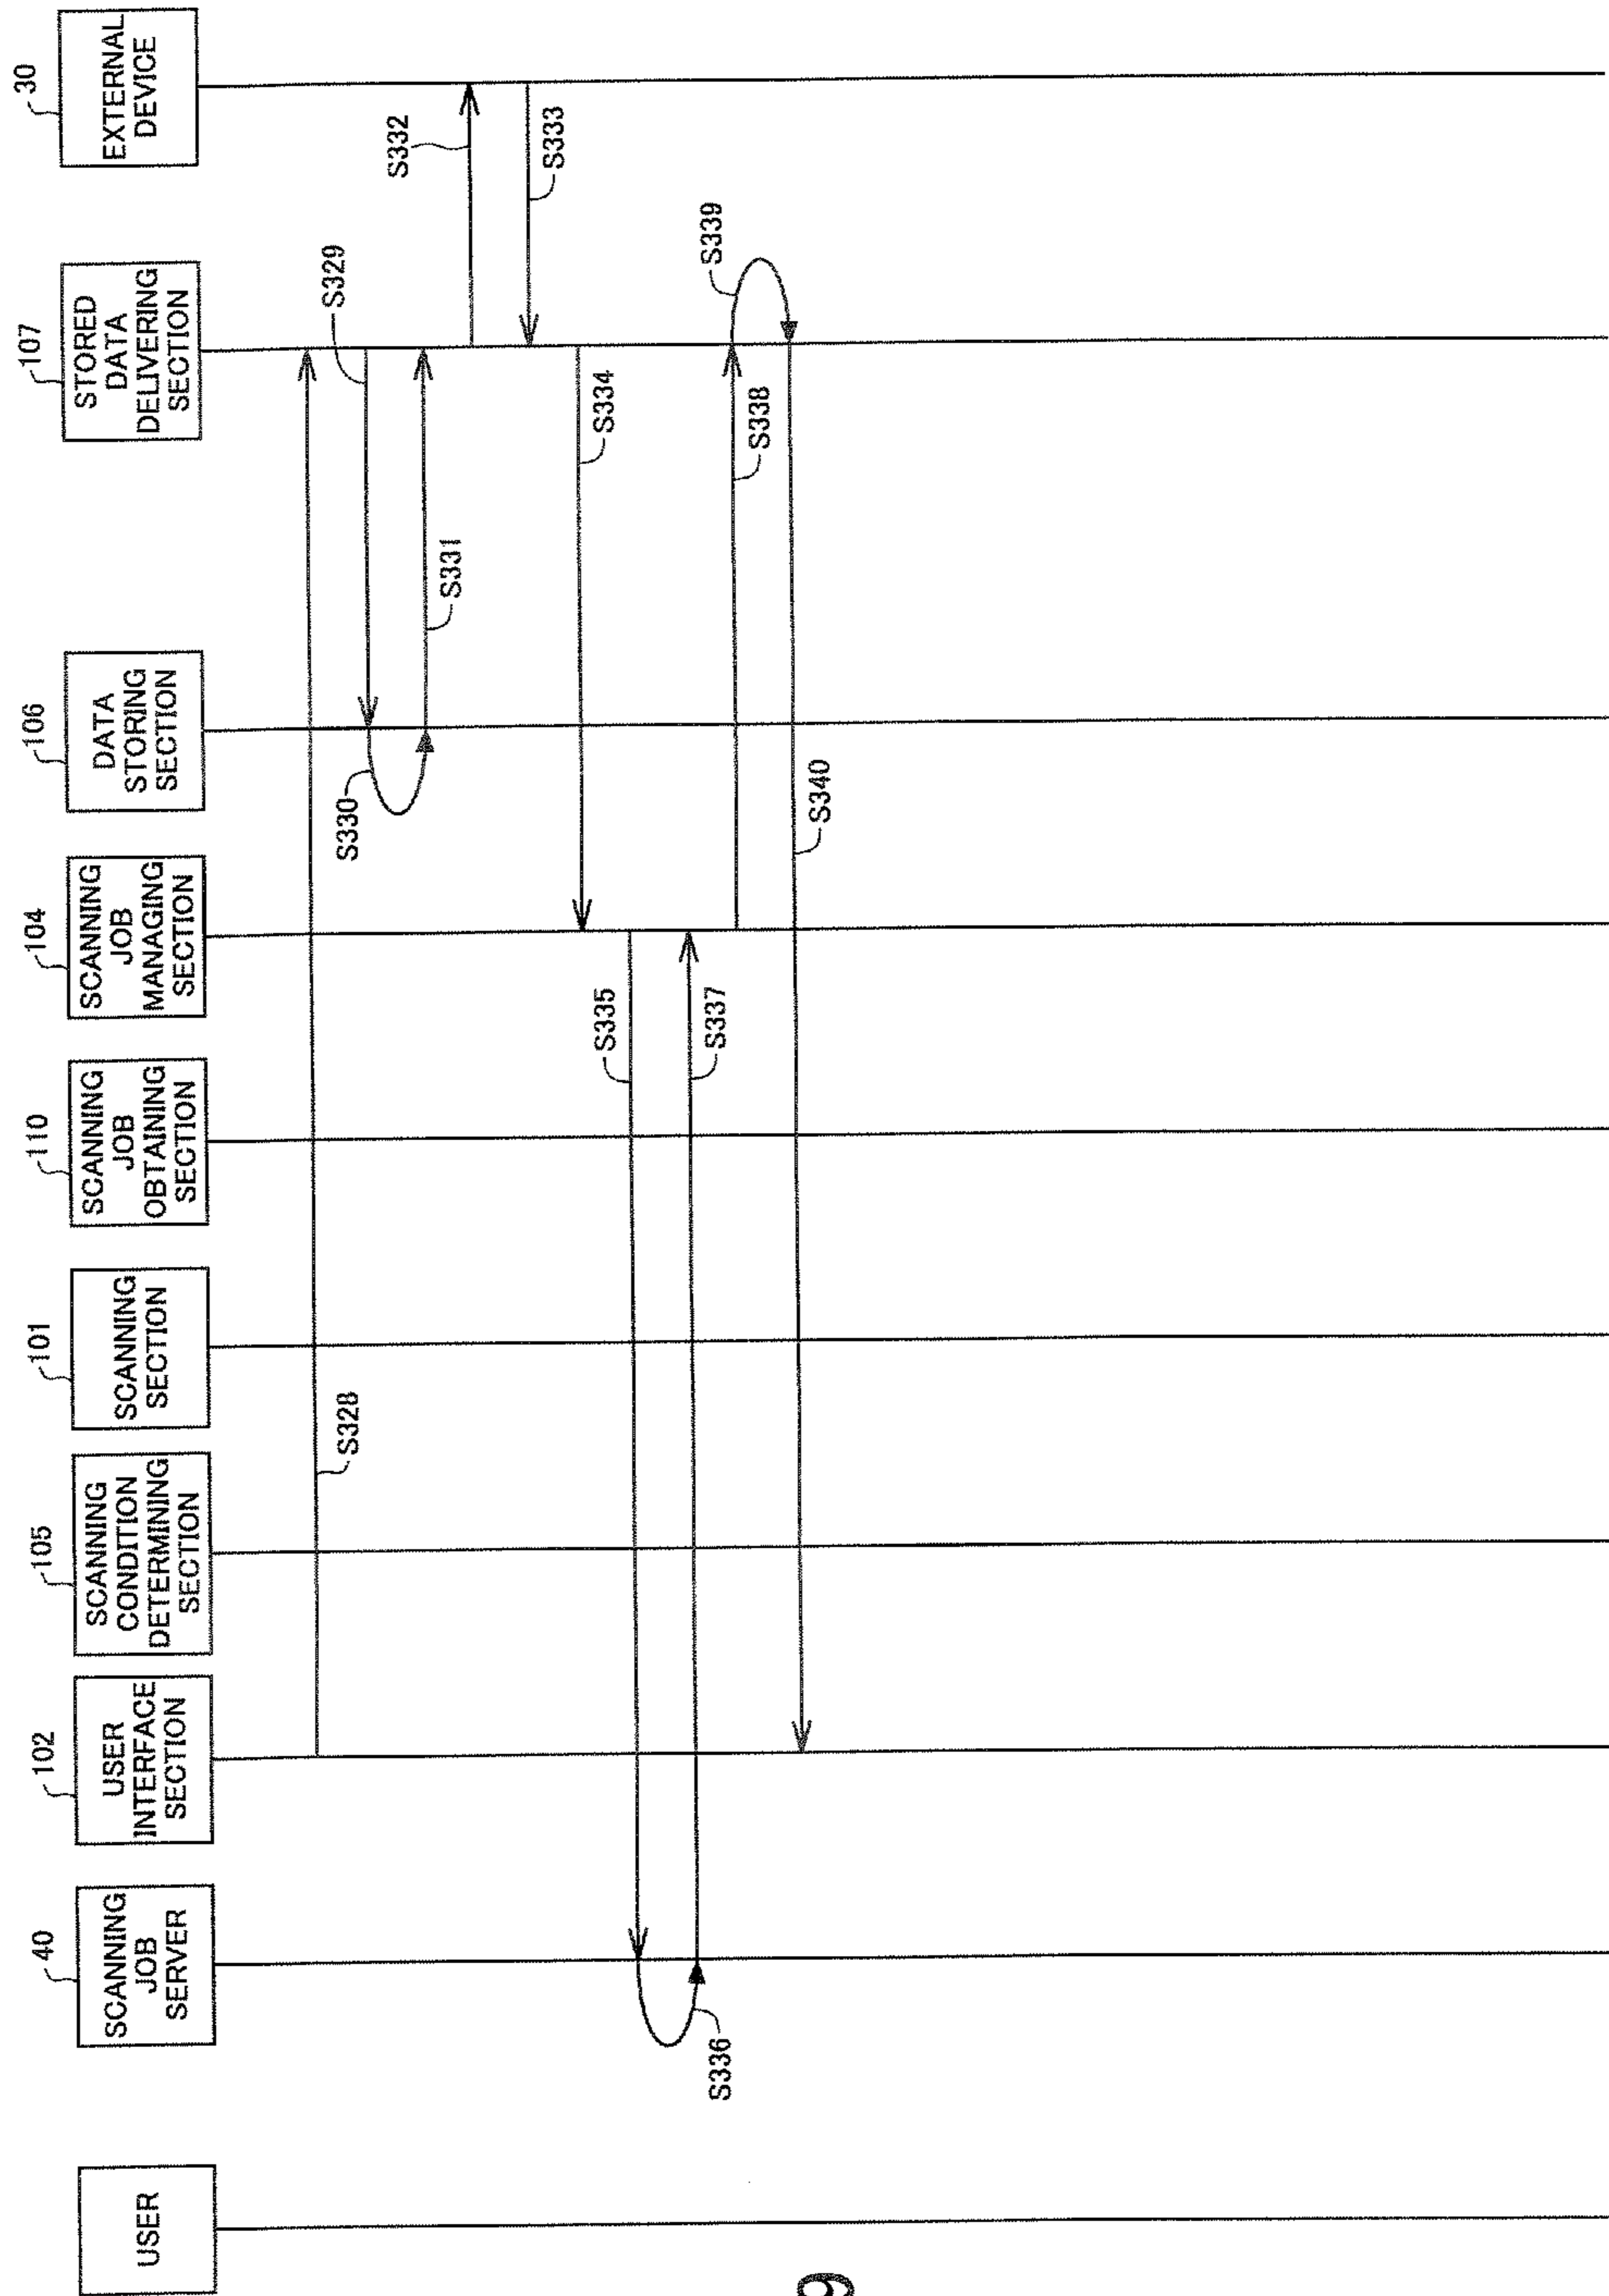 USER
40
SCANNING
JOB
SERVER
102
USER
INTERFACE
SECTION
105
SCANNING
CONDITION
DETERMINING
SECTION
101
SCANNING
SECTION
110
SCANNING
JOB
OBTAINING
SECTION
104
SCANNING
JOB
MANAGING
SECTION
106
DATA
STORING
SECTION
107
STORED
DATA
DELIVERING
SECTION
30
EXTERNAL
DEVICE
S328
S329
S330
S331
S332
S333
S334
S335
S336
S337
S338
S339
S340